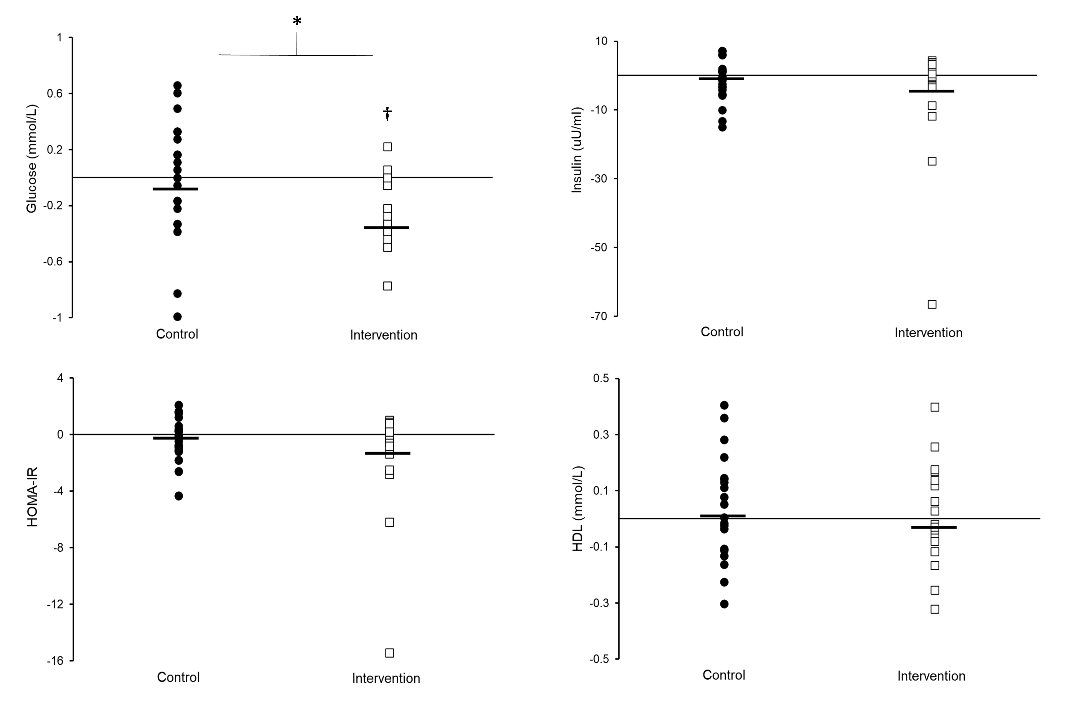 *
1
0.6
0.2
-0.2
-0.6
-1
Glucose (mmol/L)
†
Control
Intervention
10
-10
-30
-50
-70
Insulin (uU/ml)
Control
Intervention
4
0
-4
-8
-12
-16
HOMA-IR
Control
Intervention
0.5
0.3
0.1
-0.1
-0.3
-0.5
HDL (mmol/L)
Control
Intervention